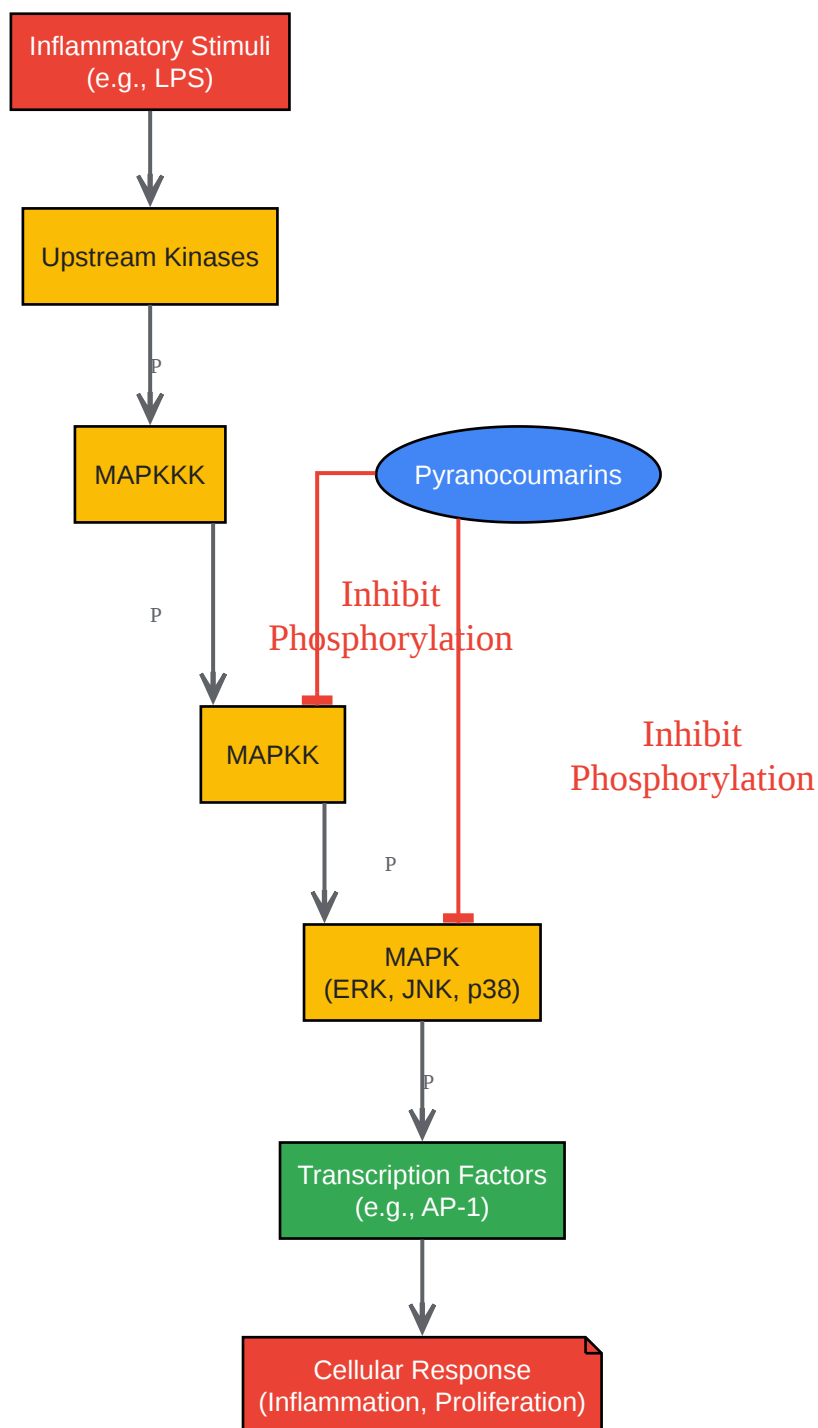 Inflammatory Stimuli
(e.g., LPS)
Upstream Kinases
P
MAPKKK
Pyranocoumarins
P
Inhibit
Phosphorylation
MAPKK
Inhibit
Phosphorylation
P
MAPK
(ERK, JNK, p38)
P
Transcription Factors
(e.g., AP-1)
Cellular Response
(Inflammation, Proliferation)